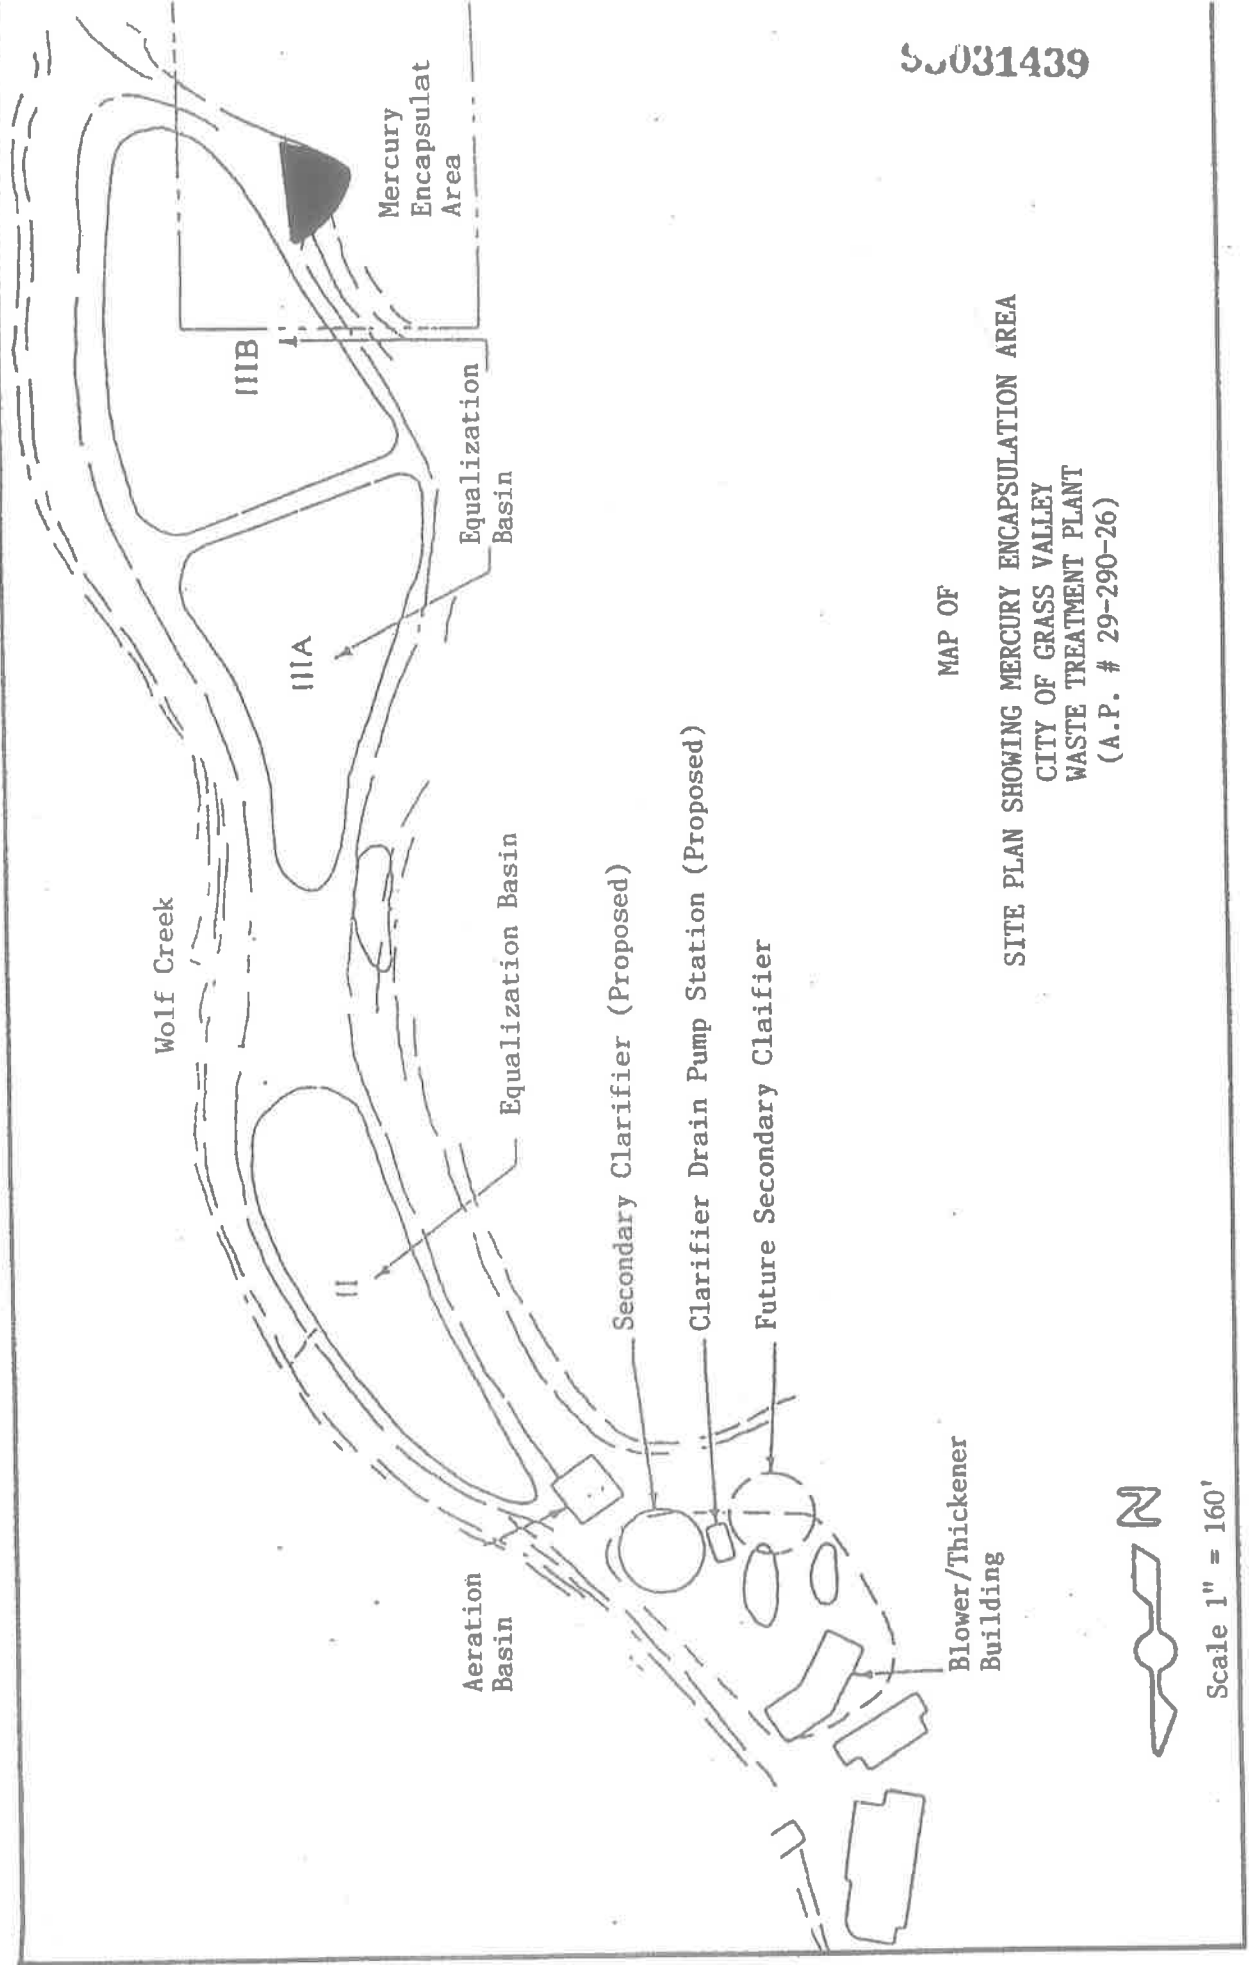 MAP OF
SITE PLAN SHOWING MERCURY ENCAPSULATION AREA
CITY OF GRASS VALLEY
WASTE TREATMENT PLANT
(A.P. # 29-290-26)
Wolf Creek
Mercury
Encapsulat
Area
IIIB
Equalization
Basin
IIIA
Equalization Basin
II
Secondary Clarifier (Proposed)
Clarifier Drain Pump Station (Proposed)
Future Secondary Claifier
Aeration
Basin
Blower/Thickener
Building
N
Scale 1" = 160'
031439